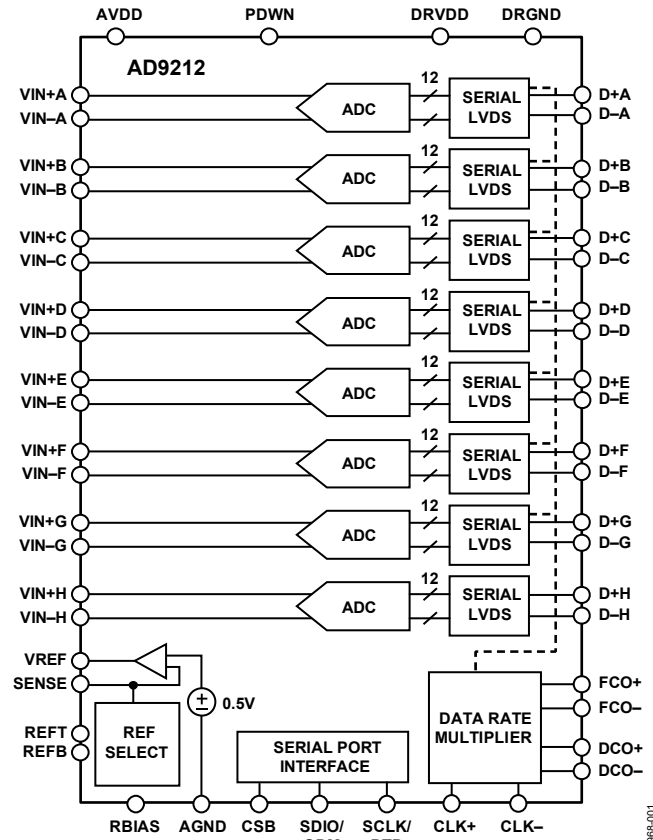 AVDD PDWN DRVDD DRGND
AD9212
12
VIN+A ADC SERIAL D+A
VIN–A LVDS D–A
12
VIN+B ADC SERIAL D+B
VIN–B LVDS D–B
12
VIN+C ADC SERIAL D+C
VIN–C LVDS D–C
12
VIN+D ADC SERIAL D+D
VIN–D LVDS D–D
12
VIN+E ADC SERIAL D+E
VIN–E LVDS D–E
12
VIN+F ADC SERIAL D+F
VIN–F LVDS D–F
12
VIN+G ADC SERIAL D+G
VIN–G LVDS D–G
12
VIN+H ADC SERIAL D+H
VIN–H LVDS D–H
VREF
SENSE
+
–
0.5V
REFT
REFB
REF
SELECT
SERIAL PORT
INTERFACE
DATA RATE
MULTIPLIER
FCO+
FCO–
DCO+
DCO–
RBIAS AGND CSB SDIO/ SCLK/ CLK+ CLK–